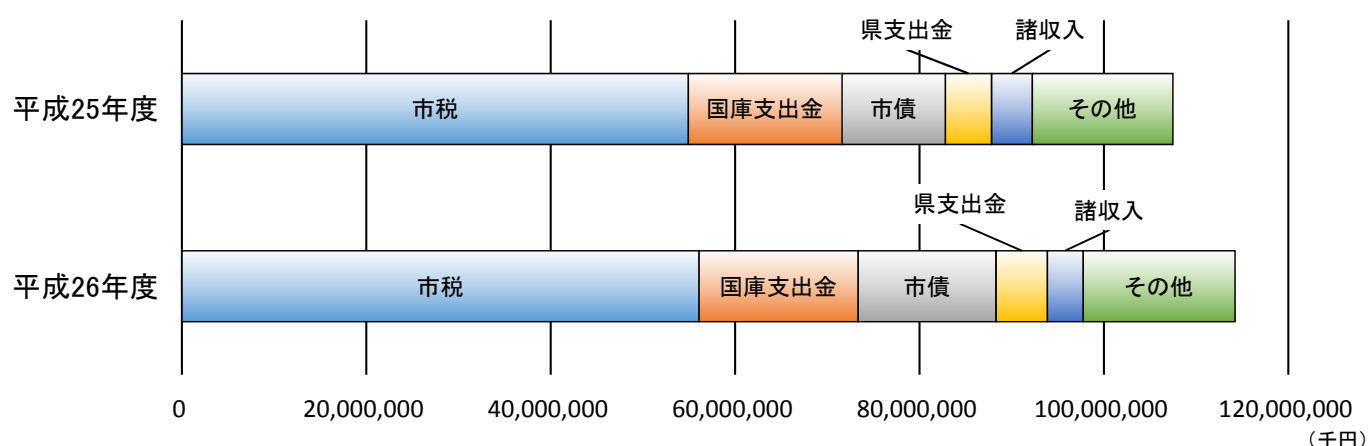 県支出金 諸収入
平成25年度 市税 国庫支出金 市債 その他
県支出金 諸収入
平成26年度 市税 国庫支出金 市債 その他
0 20,000,000 40,000,000 60,000,000 80,000,000 100,000,000 120,000,000
（千円）